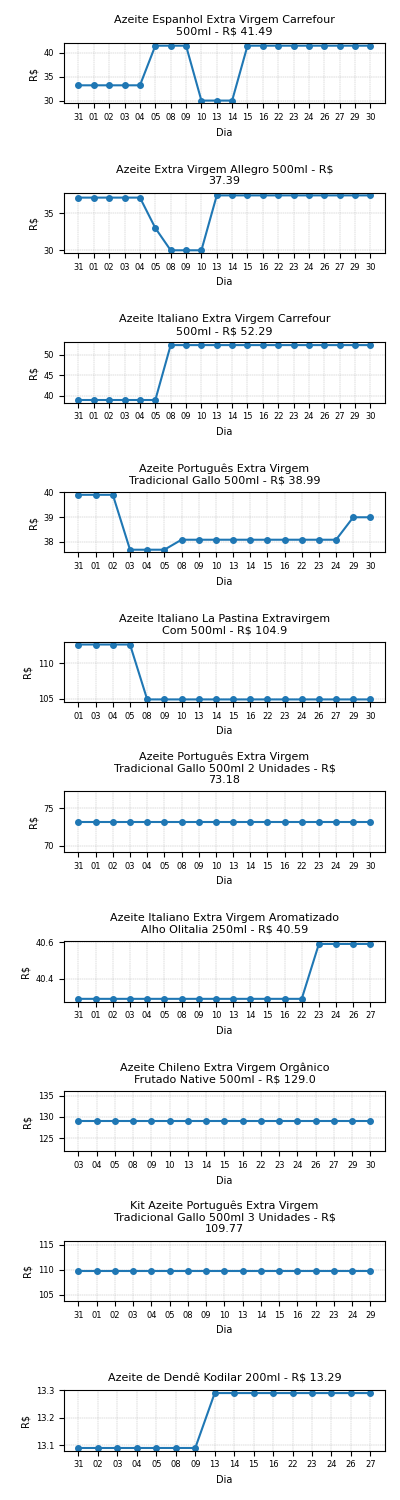 Azeite Espanhol Extra Virgem Carrefour
500ml - R$ 41.49
40
35
30
R$
31 01 02 03 04 05 08 09 10 13 14 15 16 22 23 24 26 27 29 30
Dia
Azeite Extra Virgem Allegro 500ml - R$
37.39
35
30
R$
31 01 02 03 04 05 08 09 10 13 14 15 16 22 23 24 26 27 29 30
Dia
Azeite Italiano Extra Virgem Carrefour
500ml - R$ 52.29
50
45
40
R$
31 01 02 03 04 05 08 09 10 13 14 15 16 22 23 24 26 27 29 30
Dia
Azeite Português Extra Virgem
Tradicional Gallo 500ml - R$ 38.99
40
39
38
R$
31 01 02 03 04 05 08 09 10 13 14 15 16 22 23 24 29 30
Dia
Azeite Italiano La Pastina Extravirgem
Com 500ml - R$ 104.9
110
105
R$
01 03 04 05 08 09 10 13 14 15 16 22 23 24 26 27 29 30
Dia
Azeite Português Extra Virgem
Tradicional Gallo 500ml 2 Unidades - R$
73.18
75
70
R$
31 01 02 03 04 05 08 09 10 13 14 15 16 22 23 24 29 30
Dia
Azeite Italiano Extra Virgem Aromatizado
Alho Olitalia 250ml - R$ 40.59
40.6
40.4
R$
31 01 02 03 04 05 08 09 10 13 14 15 16 22 23 24 26 27
Dia
Azeite Chileno Extra Virgem Orgânico
Frutado Native 500ml - R$ 129.0
135
130
125
R$
03 04 05 08 09 10 13 14 15 16 22 23 24 26 27 29 30
Dia
Kit Azeite Português Extra Virgem
Tradicional Gallo 500ml 3 Unidades - R$
109.77
115
110
105
R$
31 01 02 03 04 05 08 09 10 13 14 15 16 22 23 24 29
Dia
Azeite de Dendê Kodilar 200ml - R$ 13.29
13.3
13.2
13.1
R$
31 02 03 04 05 08 09 13 14 15 16 22 23 24 26 27
Dia